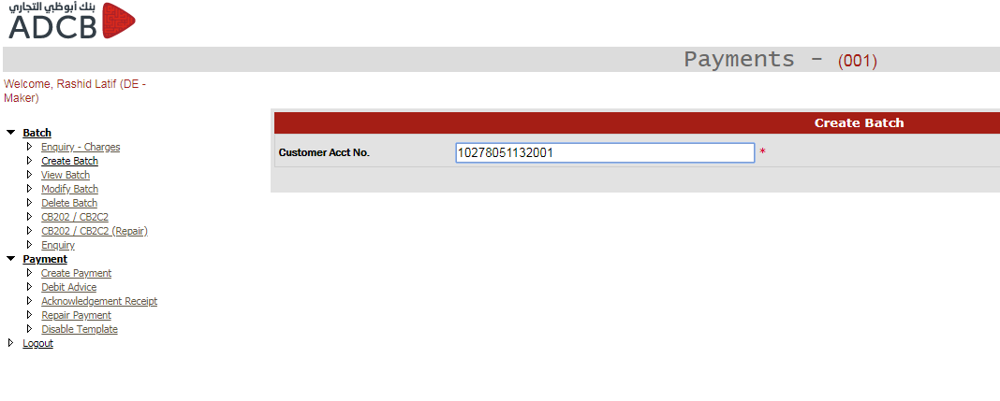 بنك أبوظبي التجاري
ADCB
Payments - (001)
Welcome, Rashid Latif (DE -
Maker)
Batch
Enquiry - Charges
Create Batch
View Batch
Modify Batch
Delete Batch
CB202 / CB2C2
CB202 / CB2C2 (Repair)
Enquiry
Payment
Create Payment
Debit Advice
Acknowledgement Receipt
Repair Payment
Disable Template
Logout
Create Batch
Customer Acct No. 10278051132001 *